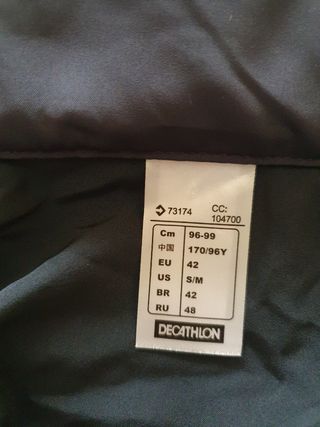 73174 CC:
104700
Cm 96-99
中国 170/96Y
EU 42
US S/M
BR 42
RU 48
DECATHLON